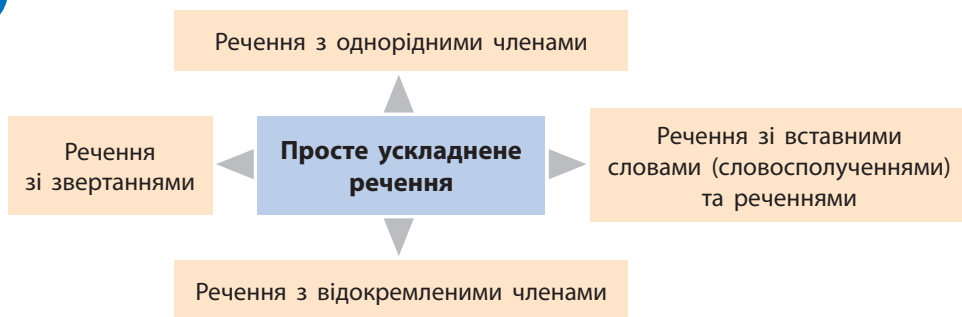 Речення з однорідними членами
Речення
зі звертаннями
Просте ускладнене
речення
Речення зі вставними
словами (словосполученнями)
та реченнями
Речення з відокремленими членами